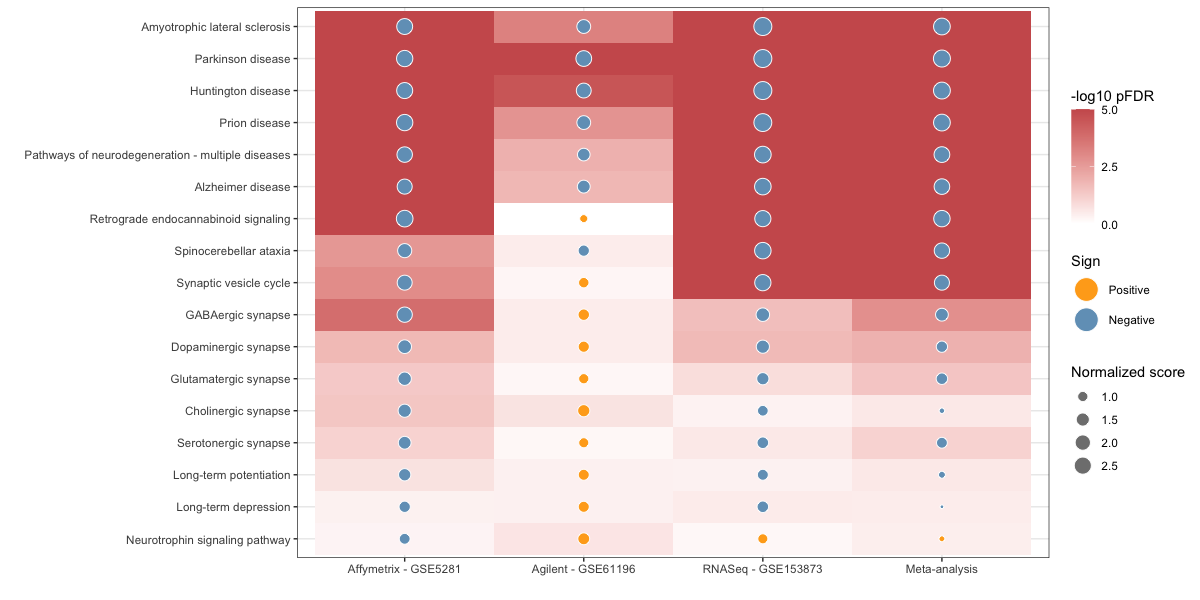 Amyotrophic lateral sclerosis
Parkinson disease
Huntington disease
Prion disease
Pathways of neurodegeneration - multiple diseases
Alzheimer disease
Retrograde endocannabinoid signaling
Spinocerebellar ataxia
Synaptic vesicle cycle
GABAergic synapse
Dopaminergic synapse
Glutamatergic synapse
Cholinergic synapse
Serotonergic synapse
Long-term potentiation
Long-term depression
Neurotrophin signaling pathway
Affymetrix - GSE5281
Agilent - GSE61196
RNASeq - GSE153873
Meta-analysis
-log10 pFDR
5.0
2.5
0.0
Sign
Positive
Negative
Normalized score
1.0
1.5
2.0
2.5